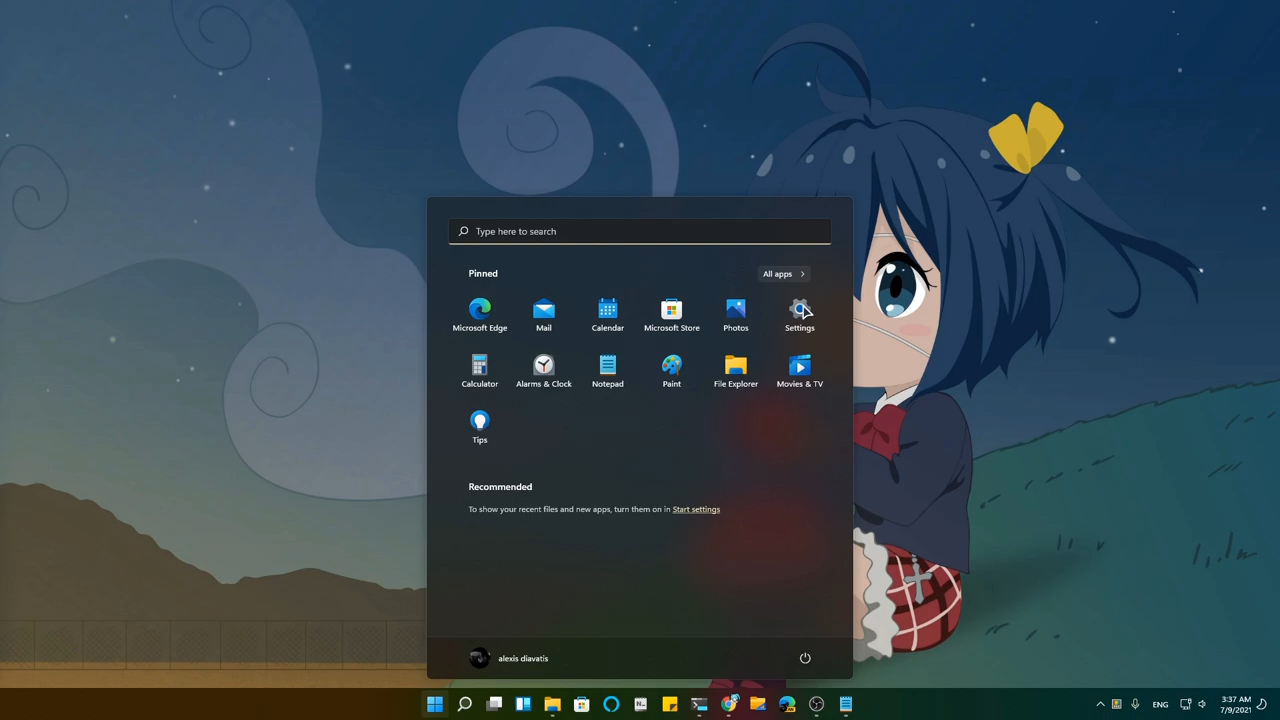 Type here to search
Pinned
All apps
Microsoft Edge
Mail
Calendar
Microsoft Store
Photos
Settings
Calculator
Alarms & Clock
Notepad
Paint
File Explorer
Movies & TV
Tips
Recommended
To show your recent files and new apps, turn them on in Start settings
alexis diavatis
ENG
3:37 AM
7/9/2021